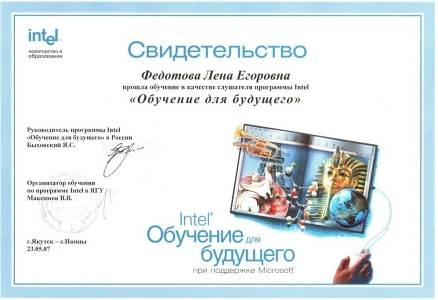 intel
новаторство в
образовании
Свидетельство
Федотова Лена Егоровна
прошла обучение в качестве слушателя программы Intel
«Обучение для будущего»
Руководитель программы Intel
«Обучение для будущего» в России
Быховский Я.С.
Организатор обучения
по программе Intel в ЯГУ
Максимов В.В.
г.Якутск – с.Намцы
23.05.07
Intel®
Обучение для
будущего
при поддержке Microsoft®